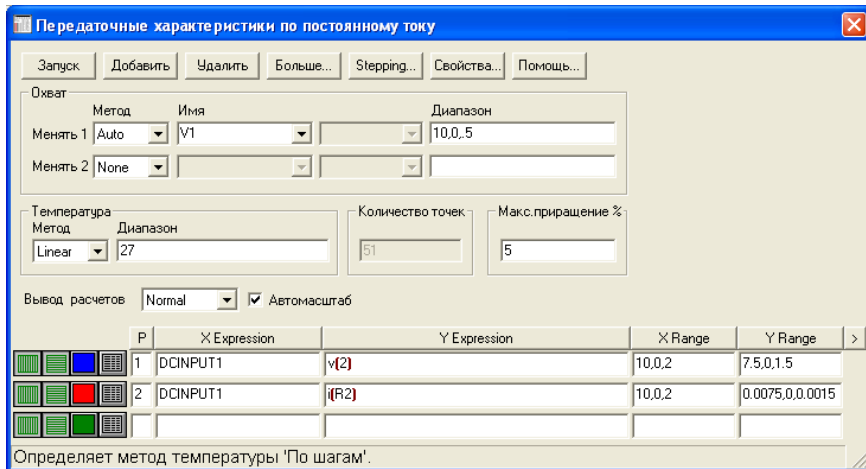 Передаточные характеристики по постоянному току
Запуск Добавить Удалить Больше... Stepping... Свойства... Помощь...
Охват
Метод Имя Диапазон
Менять 1 Auto V1 10,0,.5
Менять 2 None
Температура Количество точек Макс.приращение %
Метод Диапазон
Linear 27 51 5
Вывод расчетов Normal Автомасштаб
P X Expression Y Expression X Range Y Range >
1 DCINPUT1 v(2) 10,0,2 7.5,0,1.5
2 DCINPUT1 i(R2) 10,0,2 0.0075,0,0.0015
Определяет метод температуры 'По шагам'.